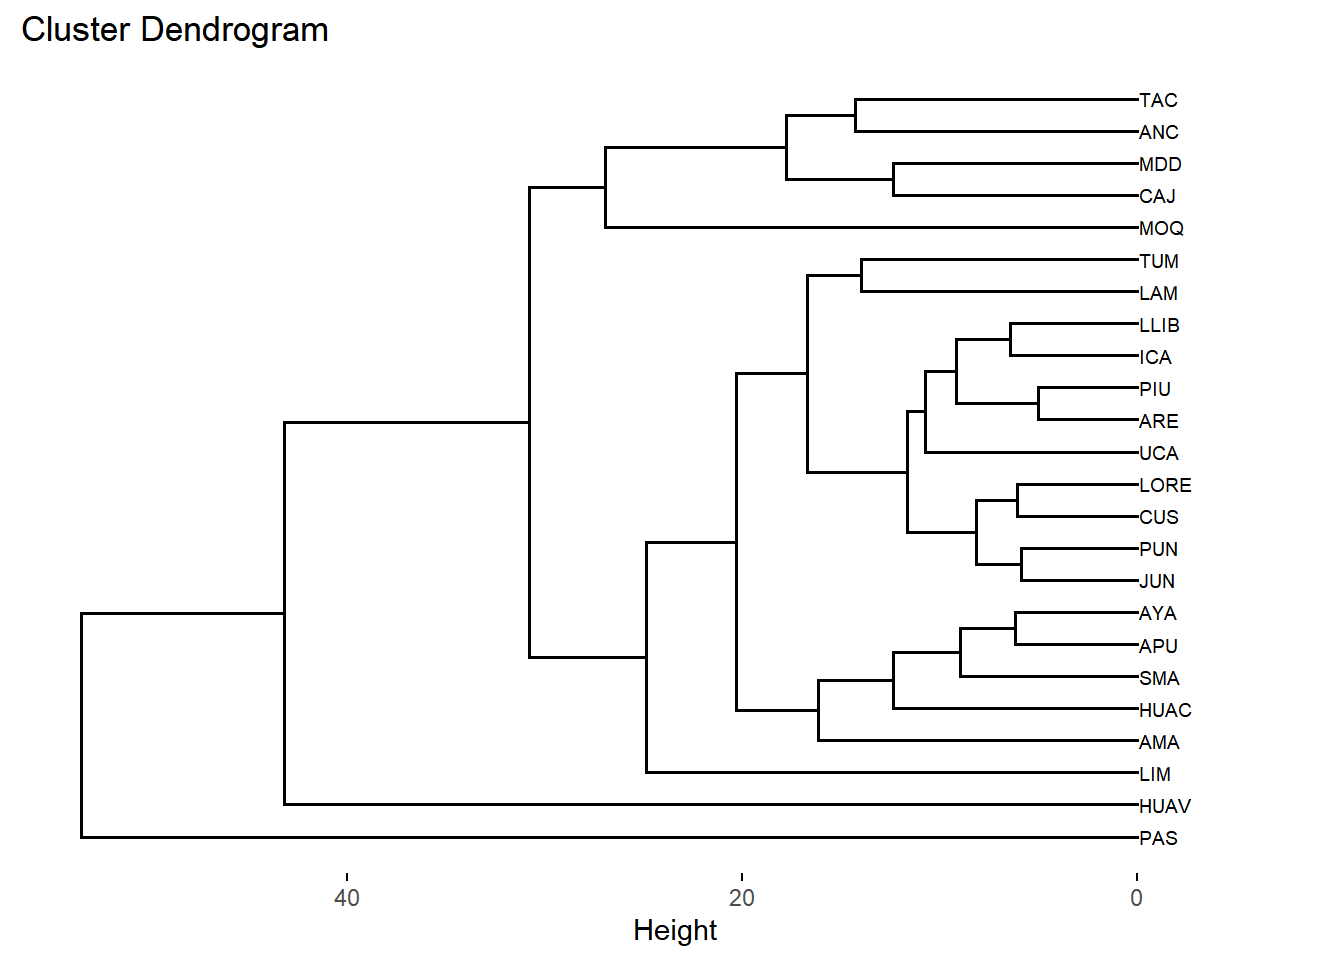 Cluster Dendrogram
TAC
ANC
MDD
CAJ
MOQ
TUM
LAM
LLIB
ICA
PIU
ARE
UCA
LORE
CUS
PUN
JUN
AYA
APU
SMA
HUAC
AMA
LIM
HUAV
PAS
40 20 0
Height